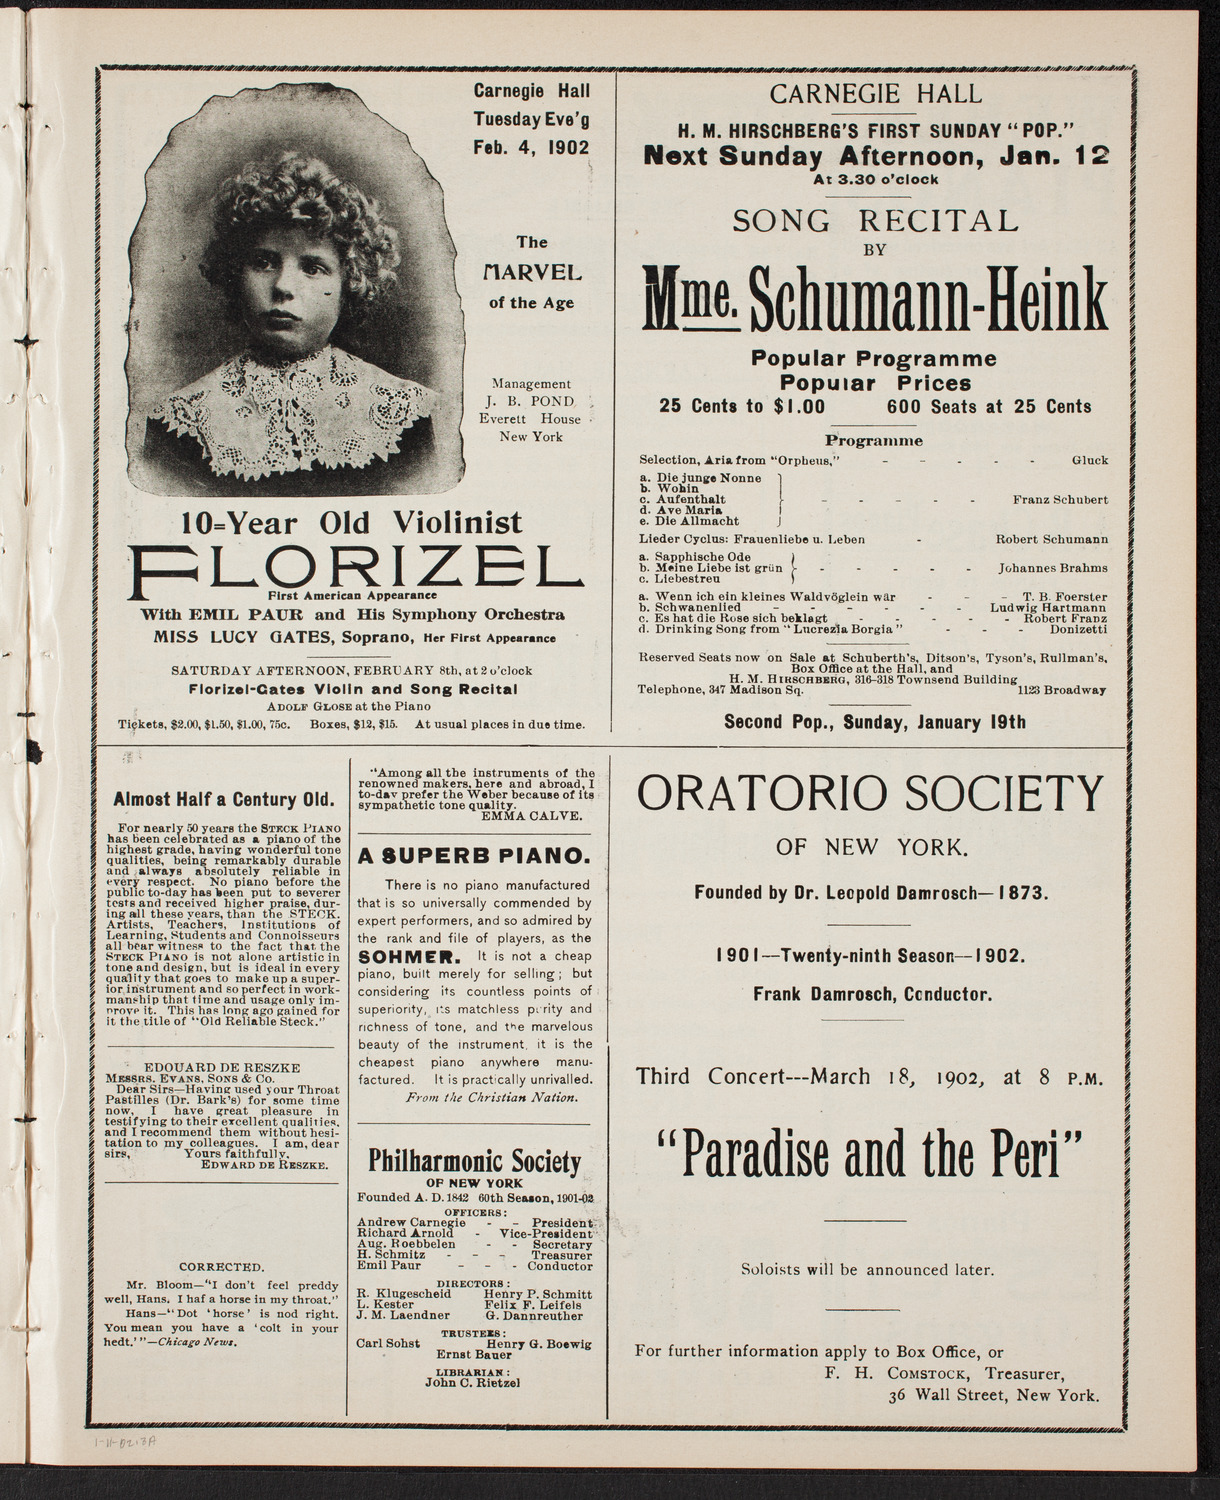 Carnegie Hall
Tuesday Eve'g
Feb. 4, 1902
The
MARVEL
of the Age
Management
J. B. POND
Everett House
New York
10=Year Old Violinist
FLORIZEL
First American Appearance
With EMIL PAUR and His Symphony Orchestra
MISS LUCY GATES, Soprano, Her First Appearance
SATURDAY AFTERNOON, FEBRUARY 8th, at 2 o'clock
Florizel-Gates Violin and Song Recital
ADOLF GLOSE at the Piano
Tickets, $2.00, $1.50, $1.00, 75c. Boxes, $12, $15. At usual places in due time.
CARNEGIE HALL
H. M. HIRSCHBERG'S FIRST SUNDAY "POP."
Next Sunday Afternoon, Jan. 12
At 3.30 o'clock
SONG RECITAL
BY
Mme. Schumann-Heink
Popular Programme
Popular Prices
25 Cents to $1.00 600 Seats at 25 Cents
Programme
Selection, Aria from "Orpheus," - - - - - Gluck
a. Die junge Nonne
b. Wohin
c. Aufenthalt - - - - - Franz Schubert
d. Ave Maria
e. Die Allmacht
Lieder Cyclus: Frauenliebe u. Leben - Robert Schumann
a. Sapphische Ode
b. Meine Liebe ist grün - - - - - Johannes Brahms
c. Liebestreu
a. Wenn ich ein kleines Waldvöglein wär - - - T. B. Foerster
b. Schwanenlied - - - - - - Ludwig Hartmann
c. Es hat die Rose sich beklagt - - - - - Robert Franz
d. Drinking Song from "Lucrezia Borgia" - - - Donizetti
Reserved Seats now on Sale at Schuberth's, Ditson's, Tyson's, Rullman's,
Box Office at the Hall, and
H. M. HIRSCHBERG, 316-318 Townsend Building
Telephone, 347 Madison Sq. 1123 Broadway
Second Pop., Sunday, January 19th
Almost Half a Century Old.
For nearly 50 years the STECK PIANO
has been celebrated as a piano of the
highest grade, having wonderful tone
qualities, being remarkably durable
and always absolutely reliable in
every respect. No piano before the
public to-day has been put to severer
tests and received higher praise, dur-
ing all these years, than the STECK.
Artists, Teachers, Institutions of
Learning, Students and Connoisseurs
all bear witness to the fact that the
STECK PIANO is not alone artistic in
tone and design, but is ideal in every
quality that goes to make up a super-
ior instrument and so perfect in work-
manship that time and usage only im-
prove it. This has long ago gained for
it the title of "Old Reliable Steck."
EDOUARD DE RESZKE
MESSRS. EVANS, SONS & CO.
Dear Sirs—Having used your Throat
Pastilles (Dr. Bark's) for some time
now, I have great pleasure in
testifying to their excellent qualities,
and I recommend them without hesi-
tation to my colleagues. I am, dear
sirs, Yours faithfully,
EDWARD DE RESZKE.
CORRECTED.
Mr. Bloom—"I don't feel preddy
well, Hans. I haf a horse in my throat."
Hans—"Dot 'horse' is nod right.
You mean you have a 'colt in your
hedt.'"—Chicago News.
"Among all the instruments of the
renowned makers, here and abroad, I
to-day prefer the Weber because of its
sympathetic tone quality.
EMMA CALVE.
A SUPERB PIANO.
There is no piano manufactured
that is so universally commended by
expert performers, and so admired by
the rank and file of players, as the
SOHMER. It is not a cheap
piano, built merely for selling; but
considering its countless points of
superiority, its matchless purity and
richness of tone, and the marvelous
beauty of the instrument, it is the
cheapest piano anywhere manu-
factured. It is practically unrivalled.
From the Christian Nation.
Philharmonic Society
OF NEW YORK
Founded A. D. 1842 60th Season, 1901-02
OFFICERS:
Andrew Carnegie - - President
Richard Arnold - Vice-President
Aug. Roebbelen - - Secretary
H. Schmitz - - - Treasurer
Emil Paur - - - Conductor
DIRECTORS:
R. Klugescheid Henry P. Schmitt
L. Kester Felix F. Leifels
J. M. Laendner G. Dannreuther
TRUSTEES:
Carl Sohst Henry G. Boewig
Ernst Bauer
LIBRARIAN:
John C. Rietzel
ORATORIO SOCIETY
OF NEW YORK.
Founded by Dr. Leopold Damrosch—1873.
1901—Twenty-ninth Season—1902.
Frank Damrosch, Conductor.
Third Concert---March 18, 1902, at 8 P.M.
"Paradise and the Peri"
Soloists will be announced later.
For further information apply to Box Office, or
F. H. COMSTOCK, Treasurer,
36 Wall Street, New York.